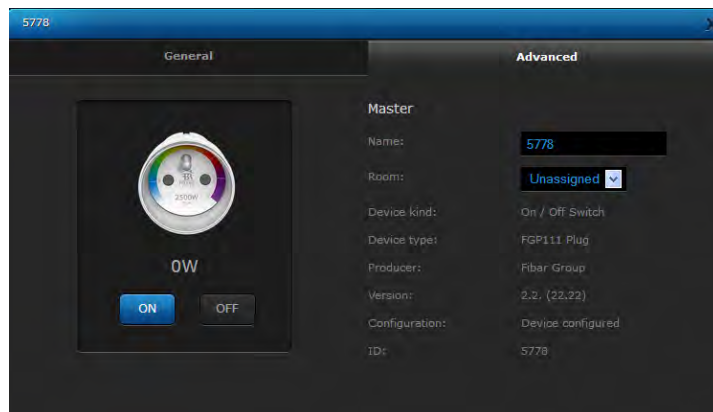 5778
General
Advanced
Master
Name: 5778
Room: Unassigned
Device kind: On / Off Switch
Device type: FGP111 Plug
Producer: Fibar Group
Version: 2.2. (22.22)
Configuration: Device configured
ID: 5778
2500W
0W
ON
OFF